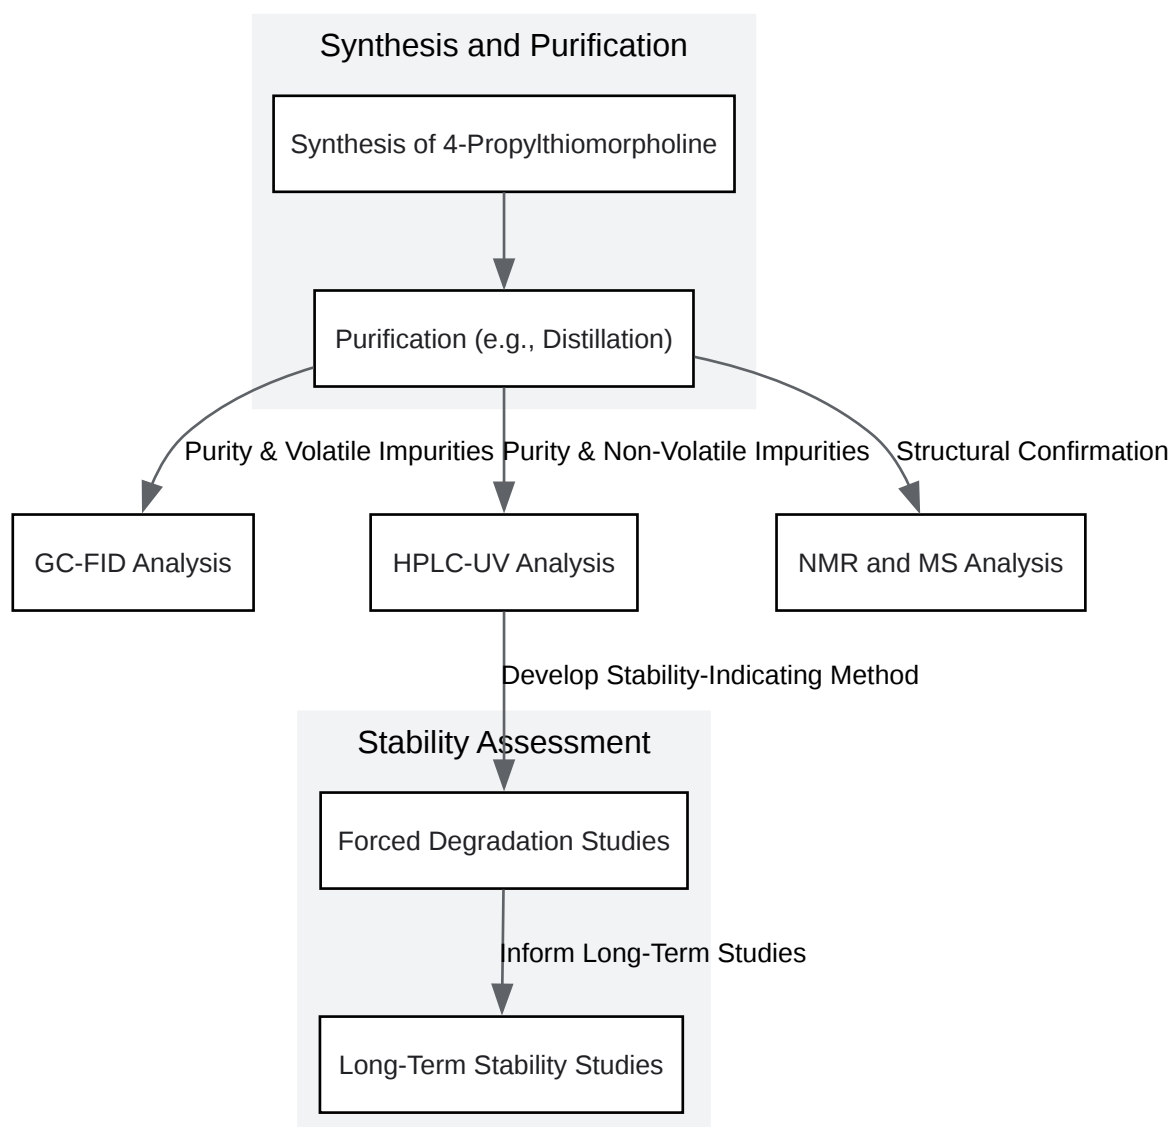 Synthesis and Purification
Synthesis of 4-Propylthiomorpholine
Purification (e.g., Distillation)
Purity & Volatile Impurities
Purity & Non-Volatile Impurities
Structural Confirmation
GC-FID Analysis
HPLC-UV Analysis
NMR and MS Analysis
Develop Stability-Indicating Method
Stability Assessment
Forced Degradation Studies
Inform Long-Term Studies
Long-Term Stability Studies